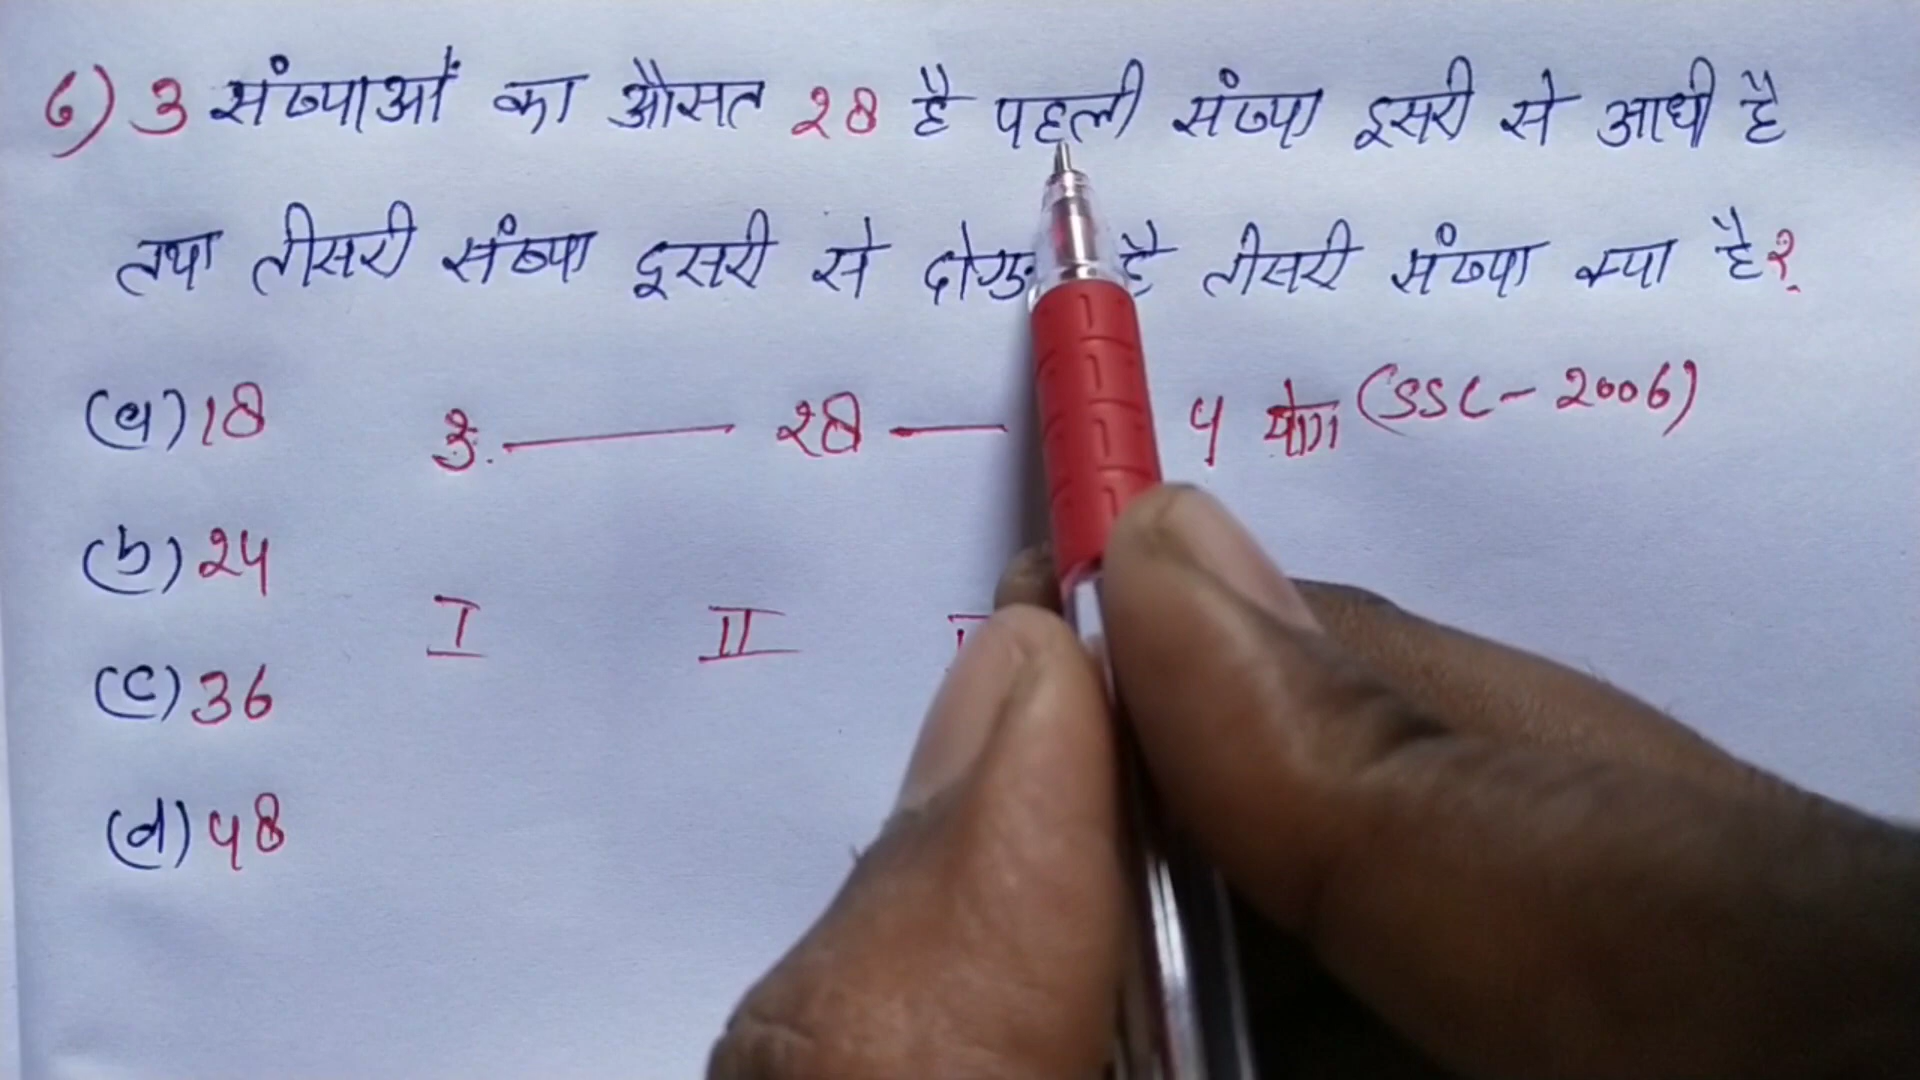 6) 3 संख्याओं का औसत 28 है पहली संख्या दूसरी से आधी है
तथा तीसरी संख्या दूसरी से है तीसरी संख्या क्या है?
(SSC - 2006)
(a) 18
3 28 4 योग
(b) 24
I II
(c) 36
(d) 48